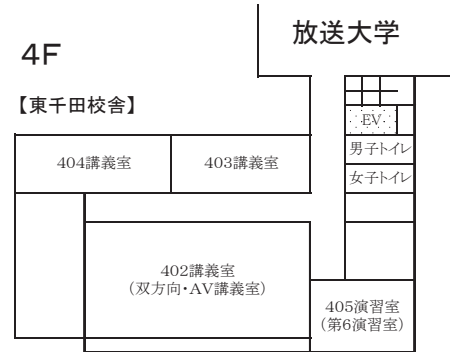 放送大学
4F
【東千田校舎】
EV
男子トイレ
404講義室
403講義室
女子トイレ
402講義室
（双方向・AV講義室）
405演習室
（第6演習室）